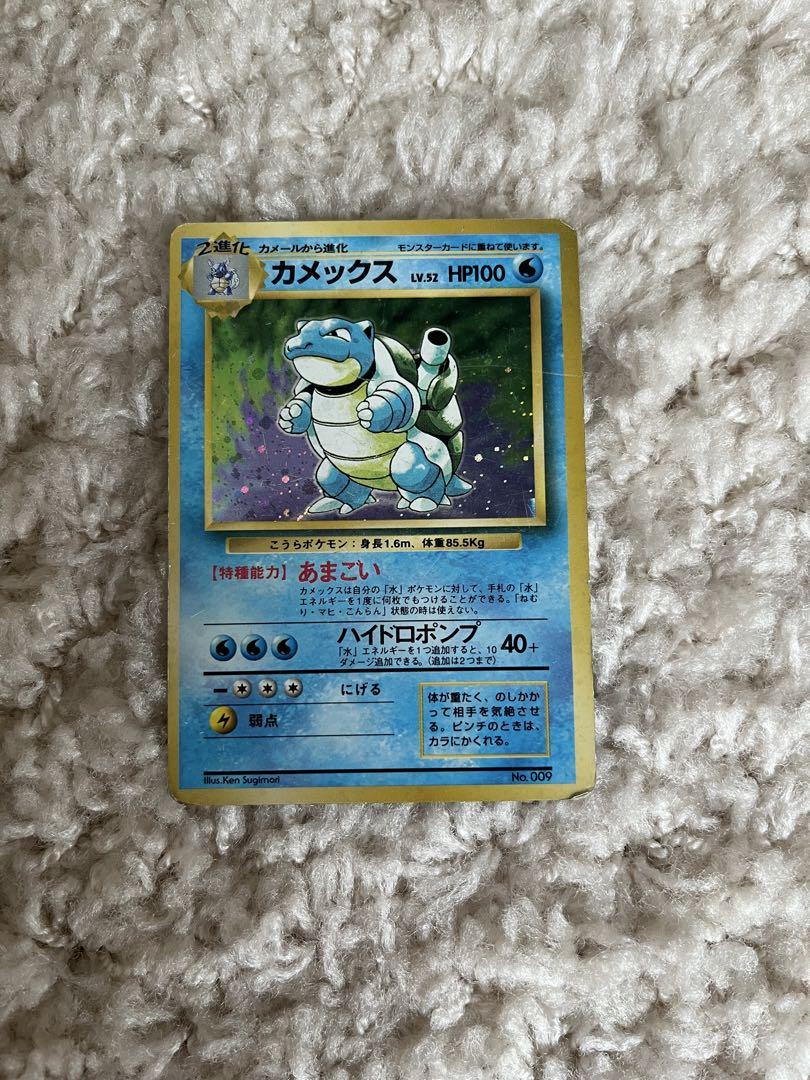 2進化 カメールから進化 モンスターカードに重ねて使います。
カメックス LV.52 HP100
こうらポケモン：身長1.6m、体重85.5Kg
【特種能力】 あまごい
カメックスは自分の「水」ポケモンに対して、手札の「水」
エネルギーを1度に何枚でもつけることができる。「ねむ
り・マヒ・こんらん」状態の時は使えない。
ハイドロポンプ 40+
「水」エネルギーを1つ追加すると、10
ダメージ追加できる。（追加は2つまで）
にげる
弱点
体が重たく、のしかか
って相手を気絶させ
る。ピンチのときは、
カラにかくれる。
Illus.Ken Sugimori No. 009